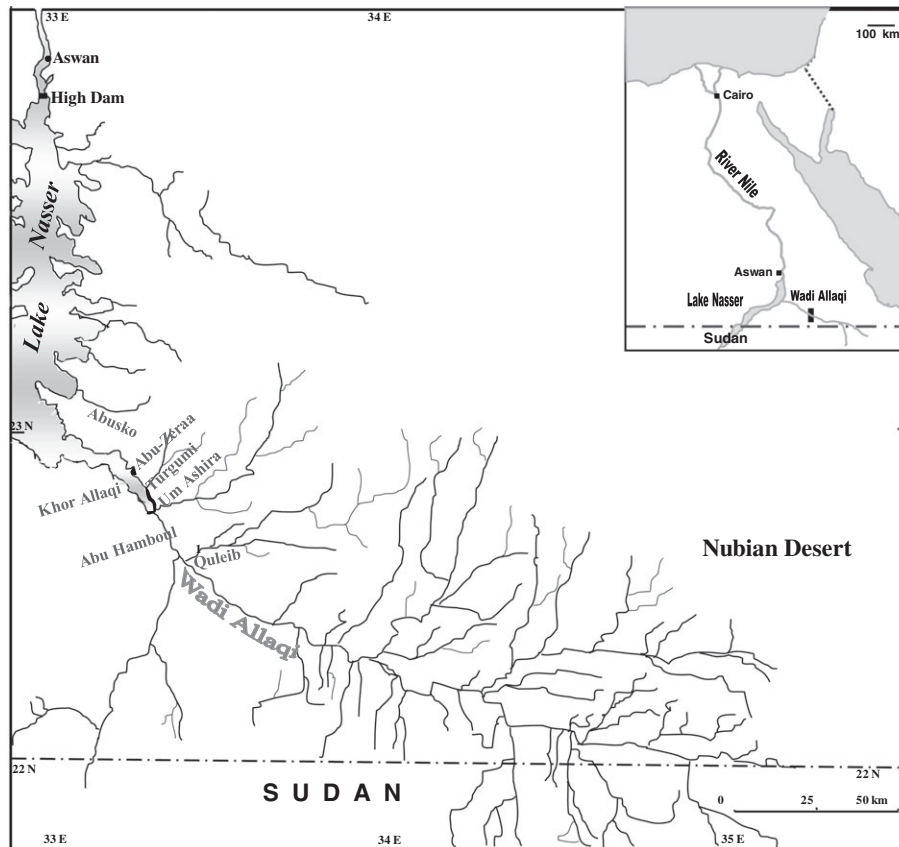 33 E
34 E
Aswan
High Dam
Nasser
Lake
23 N
Abusko
Abu-Zeraa
Turgumi
Um Ashira
Khor Allaqi
Abu Hamboul
Quleib
Wadi Allaqi
Nubian Desert
22 N
22 N
SUDAN
0 25 50 km
33 E
34 E
35 E
100 km
Cairo
River Nile
Aswan
Lake Nasser
Wadi Allaqi
Sudan